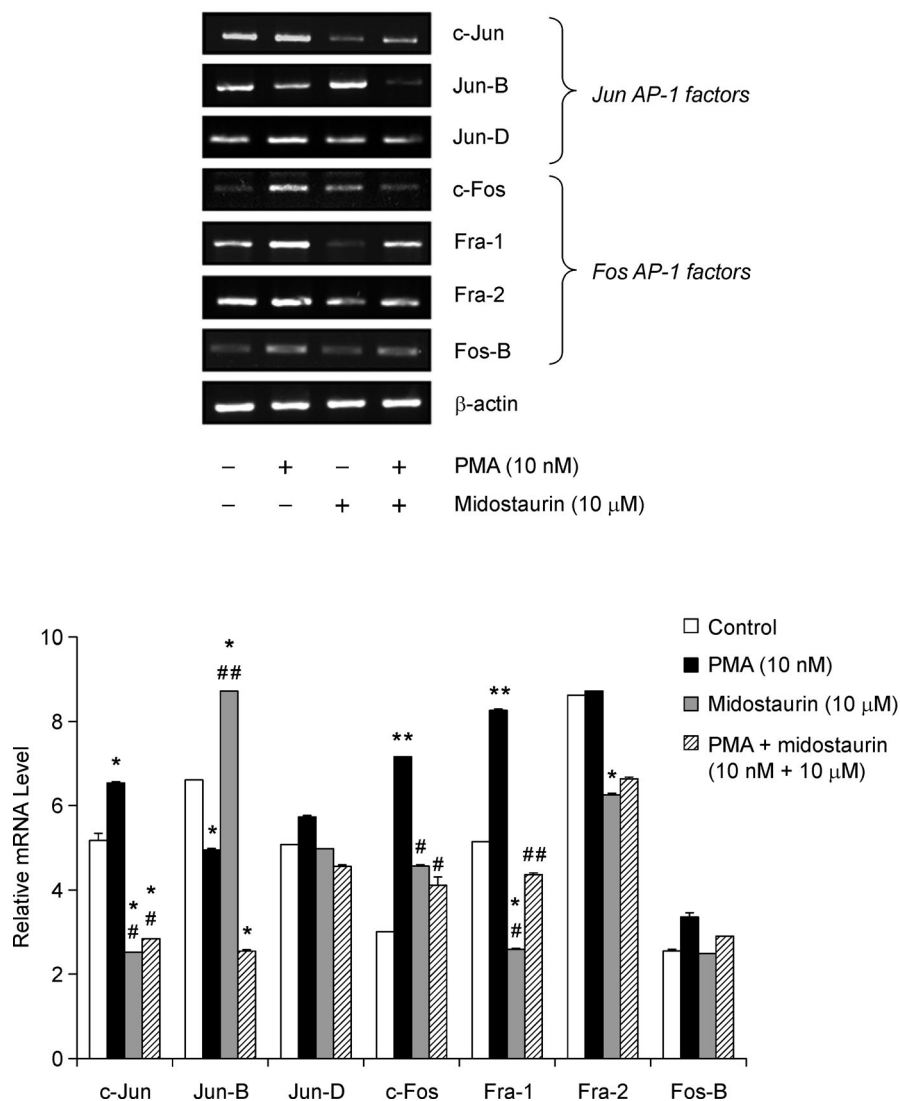 c-Jun
Jun-B
Jun-D
Jun AP-1 factors
c-Fos
Fra-1
Fra-2
Fos-B
Fos AP-1 factors
β-actin
– + – + PMA (10 nM)
– – + + Midostaurin (10 μM)
Control
PMA (10 nM)
Midostaurin (10 μM)
PMA + midostaurin
(10 nM + 10 μM)
Relative mRNA Level
10
8
6
4
2
0
*
*
#
*
#
*
*
##
*
**
#
#
**
*
#
##
*
c-Jun Jun-B Jun-D c-Fos Fra-1 Fra-2 Fos-B